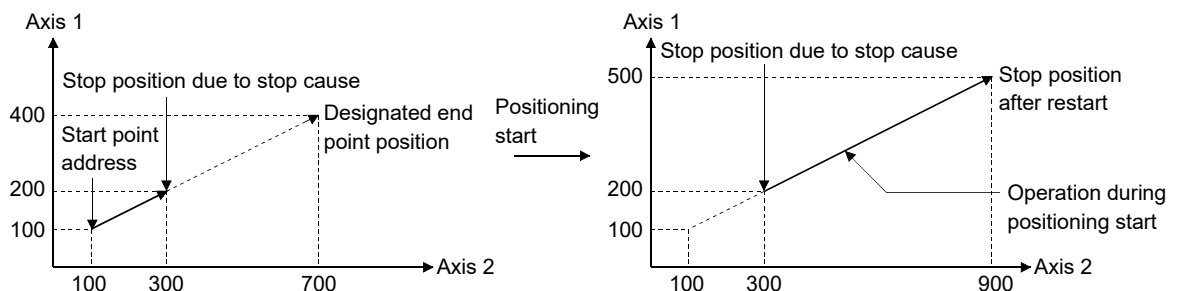 Axis 1
Stop position due to stop cause
400
Designated end
point position
Start point
address
200
100
100 300 700
Axis 2
Positioning
start
Axis 1
Stop position due to stop cause
500
Stop position
after restart
200
Operation during
positioning start
100
100 300 900
Axis 2